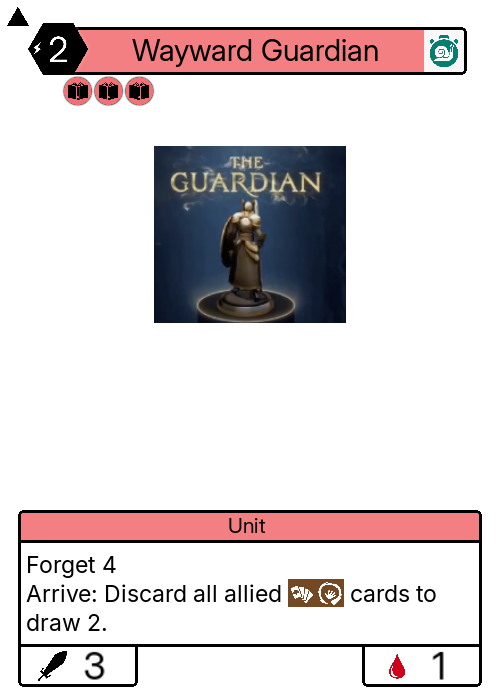 2
Wayward Guardian
THE
GUARDIAN
Unit
Forget 4
Arrive: Discard all allied cards to
draw 2.
3
1